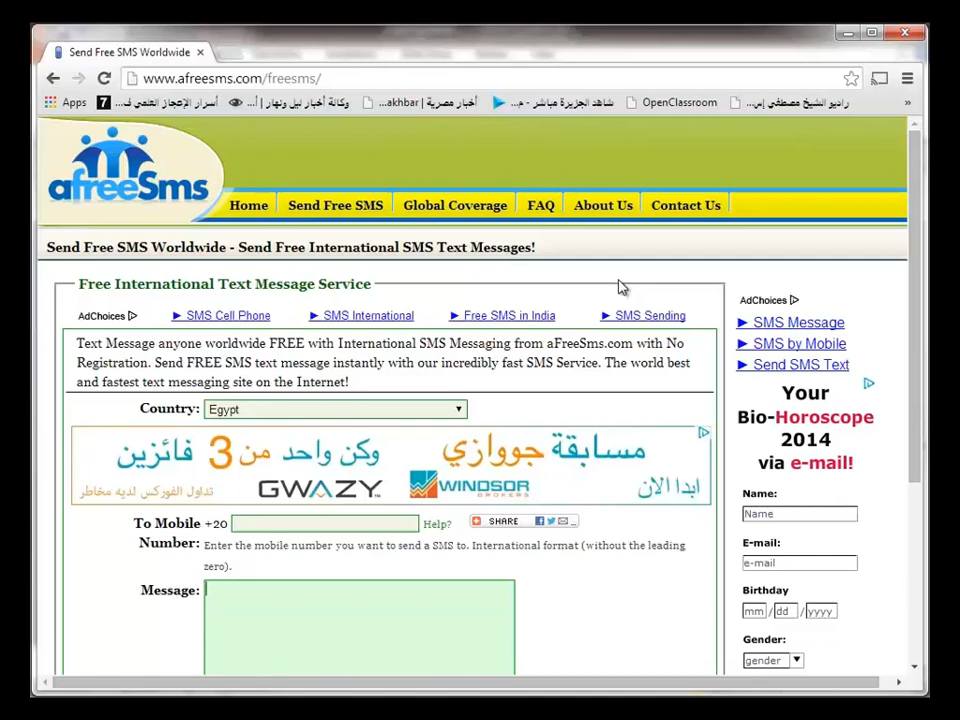 Send Free SMS Worldwide
www.afreesms.com/freesms/
Apps
أسرار الإعجاز العلمى ف...
وكالة أخبار نيل ونهار | أ...
أخبار مصرية | akhbar...
شاهد الجزيرة مباشر - م...
OpenClassroom
راديو الشيخ مصطفى إس...
»
afreeSms
Home
Send Free SMS
Global Coverage
FAQ
About Us
Contact Us
Send Free SMS Worldwide - Send Free International SMS Text Messages!
Free International Text Message Service
AdChoices
► SMS Cell Phone
► SMS International
► Free SMS in India
► SMS Sending
Text Message anyone worldwide FREE with International SMS Messaging from aFreeSms.com with No
Registration. Send FREE SMS text message instantly with our incredibly fast SMS Service. The world best
and fastest text messaging site on the Internet!
Country: Egypt
مسابقة جووازي
وكن واحد من 3 فائزين
ابدا الان
WINDSOR
BROKERS
GWAZY
تداول الفوركس لديه مخاطر
To Mobile +20
Number:
Help?
SHARE
Enter the mobile number you want to send a SMS to. International format (without the leading
zero).
Message:
AdChoices
► SMS Message
► SMS by Mobile
► Send SMS Text
Your
Bio-Horoscope
2014
via e-mail!
Name:
Name
E-mail:
e-mail
Birthday
mm / dd / yyyy
Gender:
gender